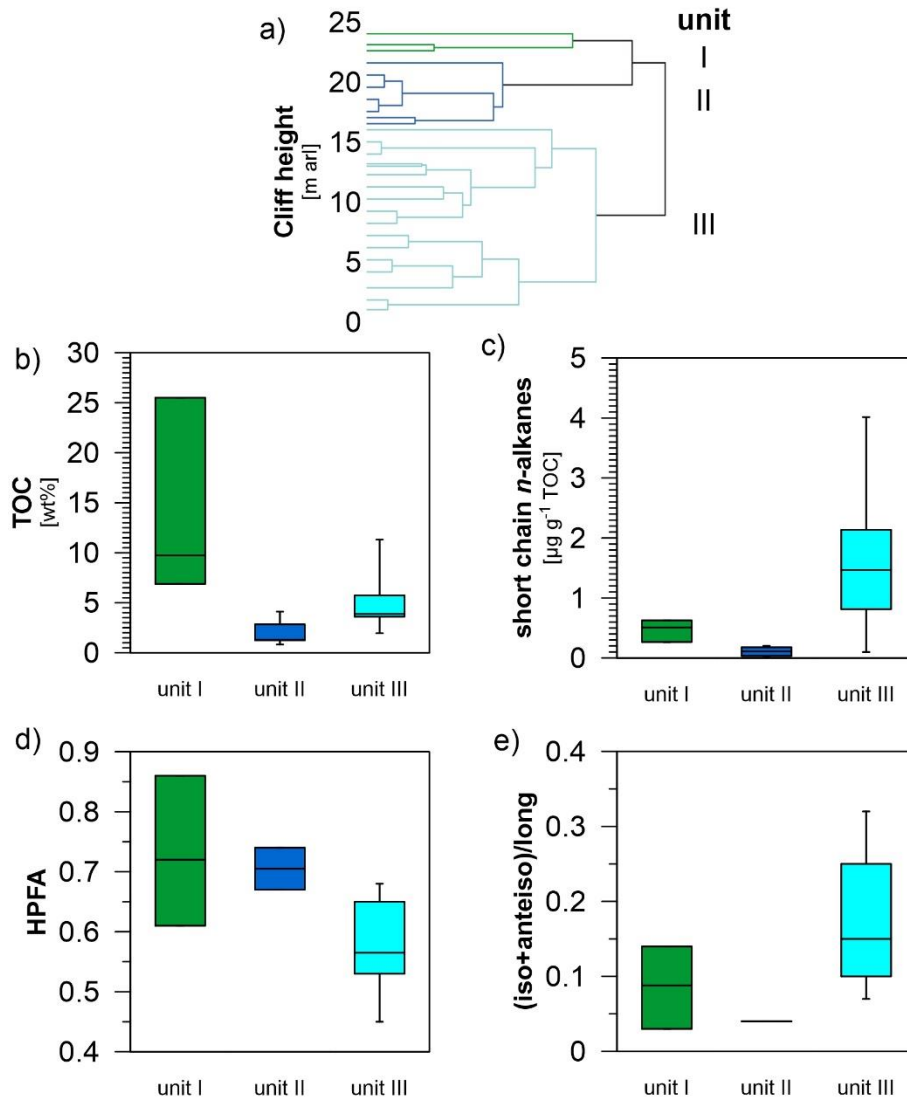 a)
unit
I
II
III
Cliff height
[m arl]
25
20
15
10
5
0
b)
TOC
[wt%]
30
25
20
15
10
5
0
unit I unit II unit III
c)
short chain n-alkanes
[µg g-1 TOC]
5
4
3
2
1
0
unit I unit II unit III
d)
HPFA
0.9
0.8
0.7
0.6
0.5
0.4
unit I unit II unit III
e)
(iso+anteiso)/long
0.4
0.3
0.2
0.1
0
unit I unit II unit III